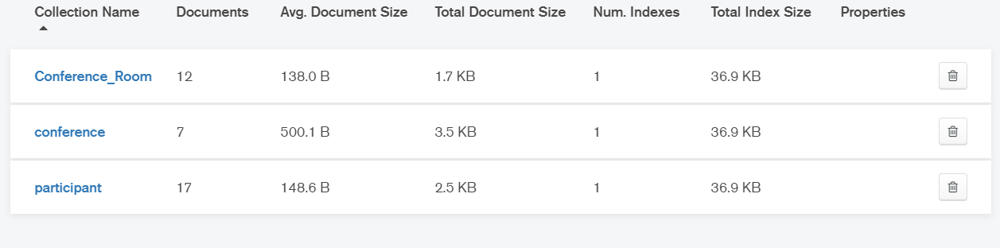 Collection Name Documents Avg. Document Size Total Document Size Num. Indexes Total Index Size Properties
Conference_Room 12 138.0 B 1.7 KB 1 36.9 KB
conference 7 500.1 B 3.5 KB 1 36.9 KB
participant 17 148.6 B 2.5 KB 1 36.9 KB